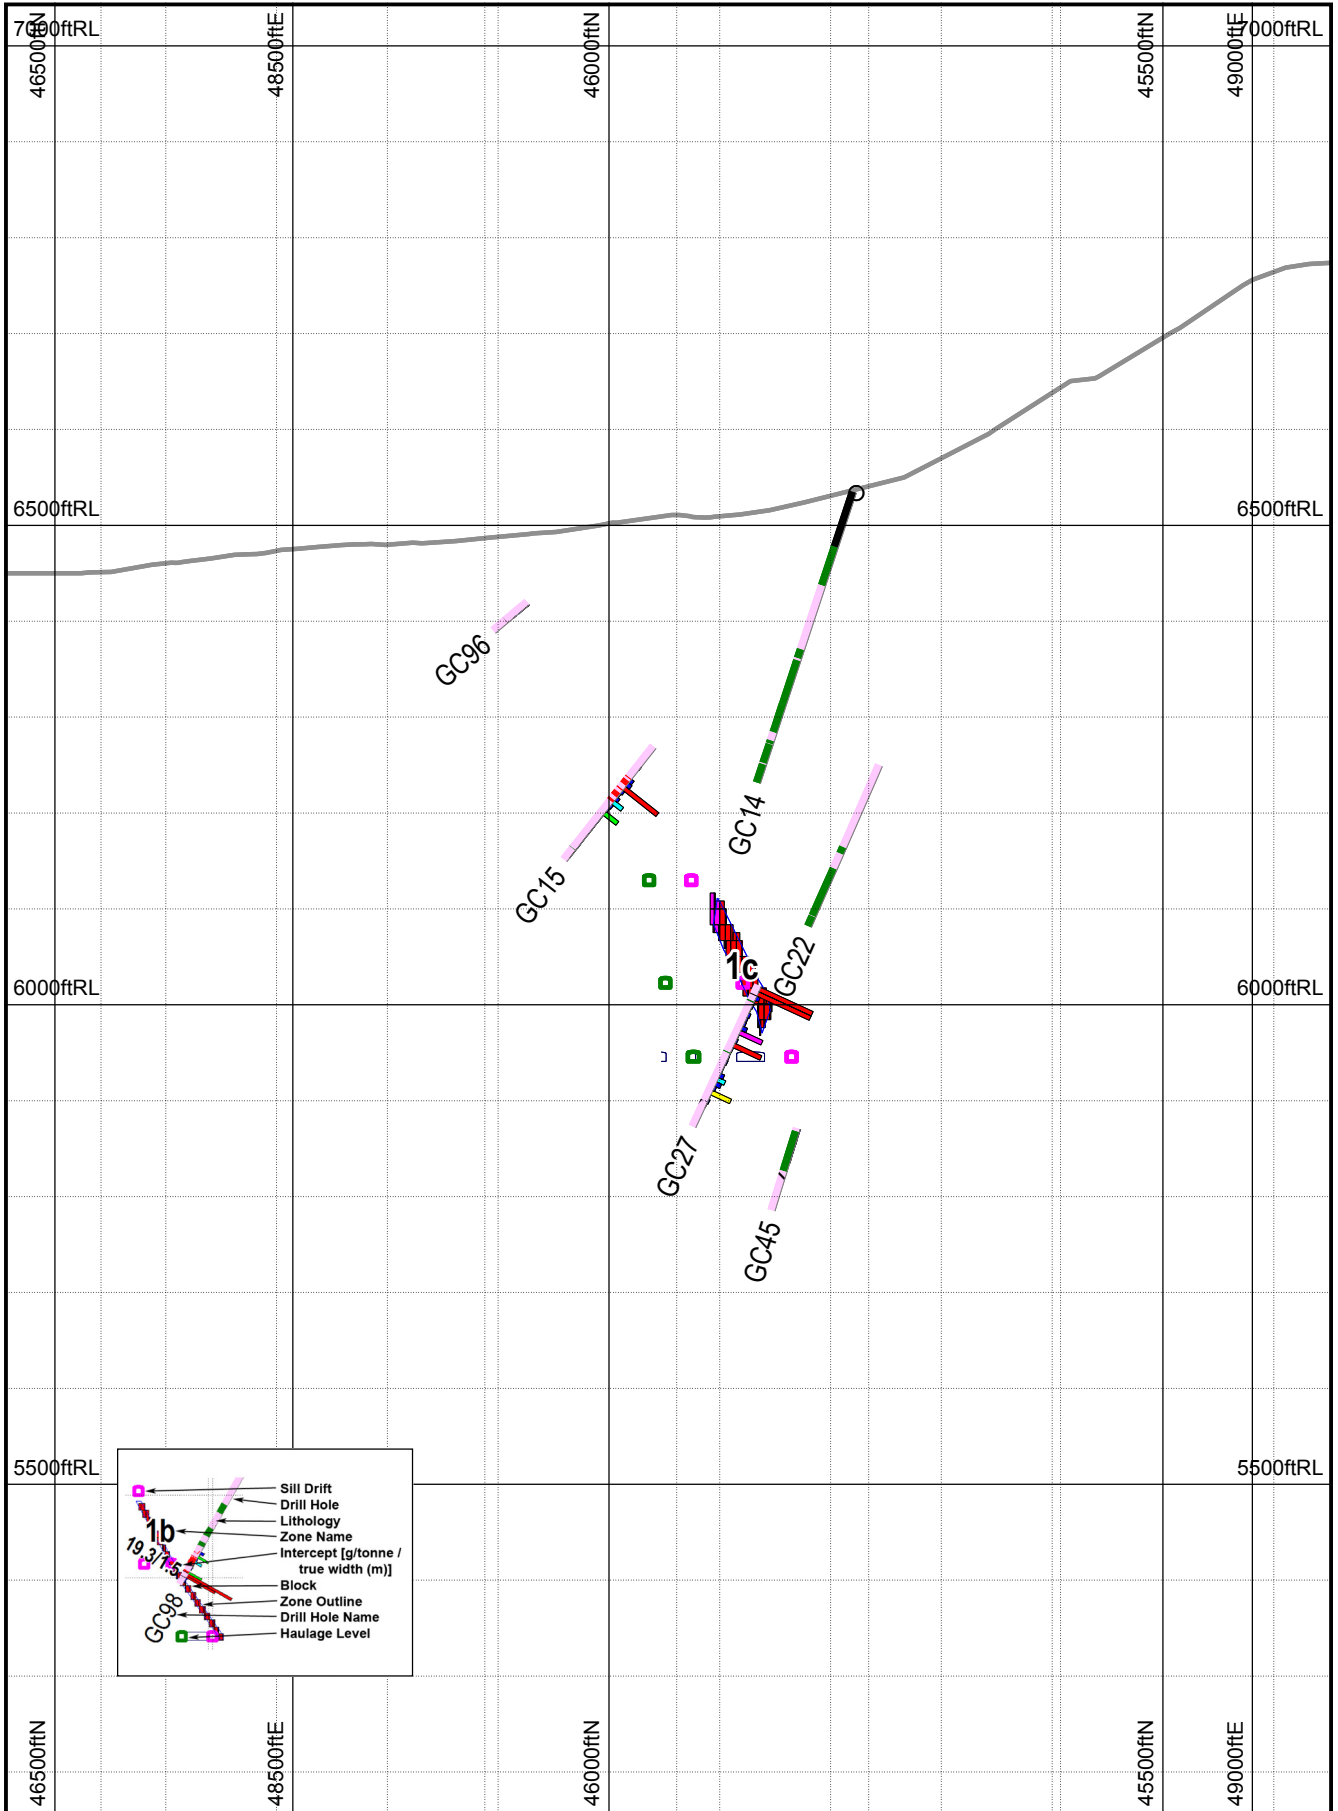 46500ftN
48500ftE
46000ftN
45500ftN
49000ftE
7000ftRL
7000ftRL
6500ftRL
6500ftRL
GC96
GC14
GC15
GC22
1c
6000ftRL
6000ftRL
GC27
GC45
5500ftRL
5500ftRL
Sill Drift
Drill Hole
Lithology
1b
Zone Name
19.3/1.5
Intercept [g/tonne /
true width (m)]
Block
Zone Outline
GC98
Drill Hole Name
Haulage Level
46500ftN
48500ftE
46000ftN
45500ftN
49000ftE